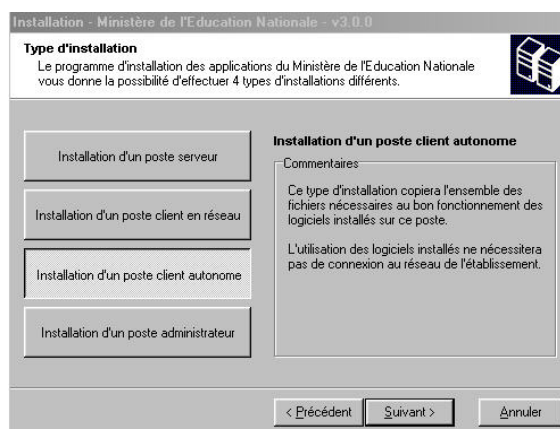 Installation - Ministère de l'Education Nationale - v3.0.0
Type d'installation
Le programme d'installation des applications du Ministère de l'Education Nationale
vous donne la possibilité d'effectuer 4 types d'installations différents.
Installation d'un poste serveur
Installation d'un poste client en réseau
Installation d'un poste client autonome
Installation d'un poste administrateur
Installation d'un poste client autonome
Commentaires
Ce type d'installation copiera l'ensemble des
fichiers nécessaires au bon fonctionnement des
logiciels installés sur ce poste.
L'utilisation des logiciels installés ne nécessitera
pas de connexion au réseau de l'établissement.
< Précédent
Suivant >
Annuler